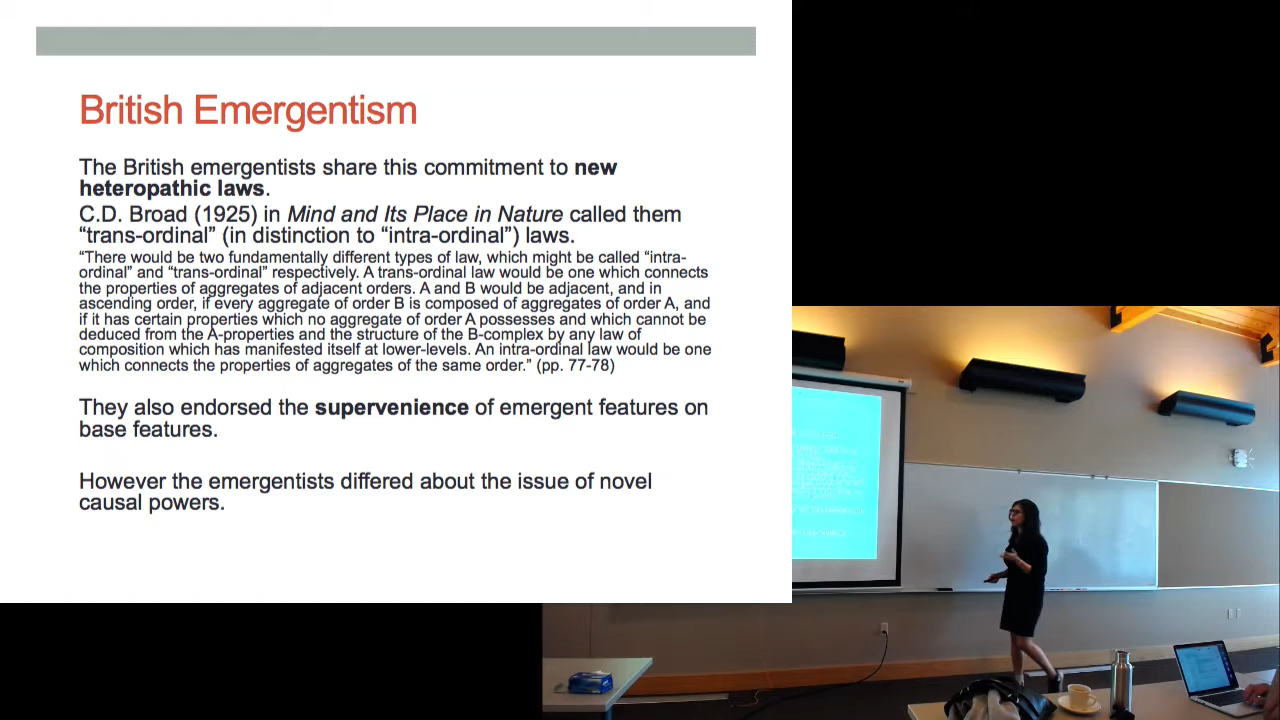 British Emergentism
The British emergentists share this commitment to new
heteropathic laws.
C.D. Broad (1925) in Mind and Its Place in Nature called them
“trans-ordinal” (in distinction to “intra-ordinal”) laws.
“There would be two fundamentally different types of law, which might be called “intra-
ordinal” and “trans-ordinal” respectively. A trans-ordinal law would be one which connects
the properties of aggregates of adjacent orders. A and B would be adjacent, and in
ascending order, if every aggregate of order B is composed of aggregates of order A, and
if it has certain properties which no aggregate of order A possesses and which cannot be
deduced from the A-properties and the structure of the B-complex by any law of
composition which has manifested itself at lower-levels. An intra-ordinal law would be one
which connects the properties of aggregates of the same order.” (pp. 77-78)
They also endorsed the supervenience of emergent features on
base features.
However the emergentists differed about the issue of novel
causal powers.